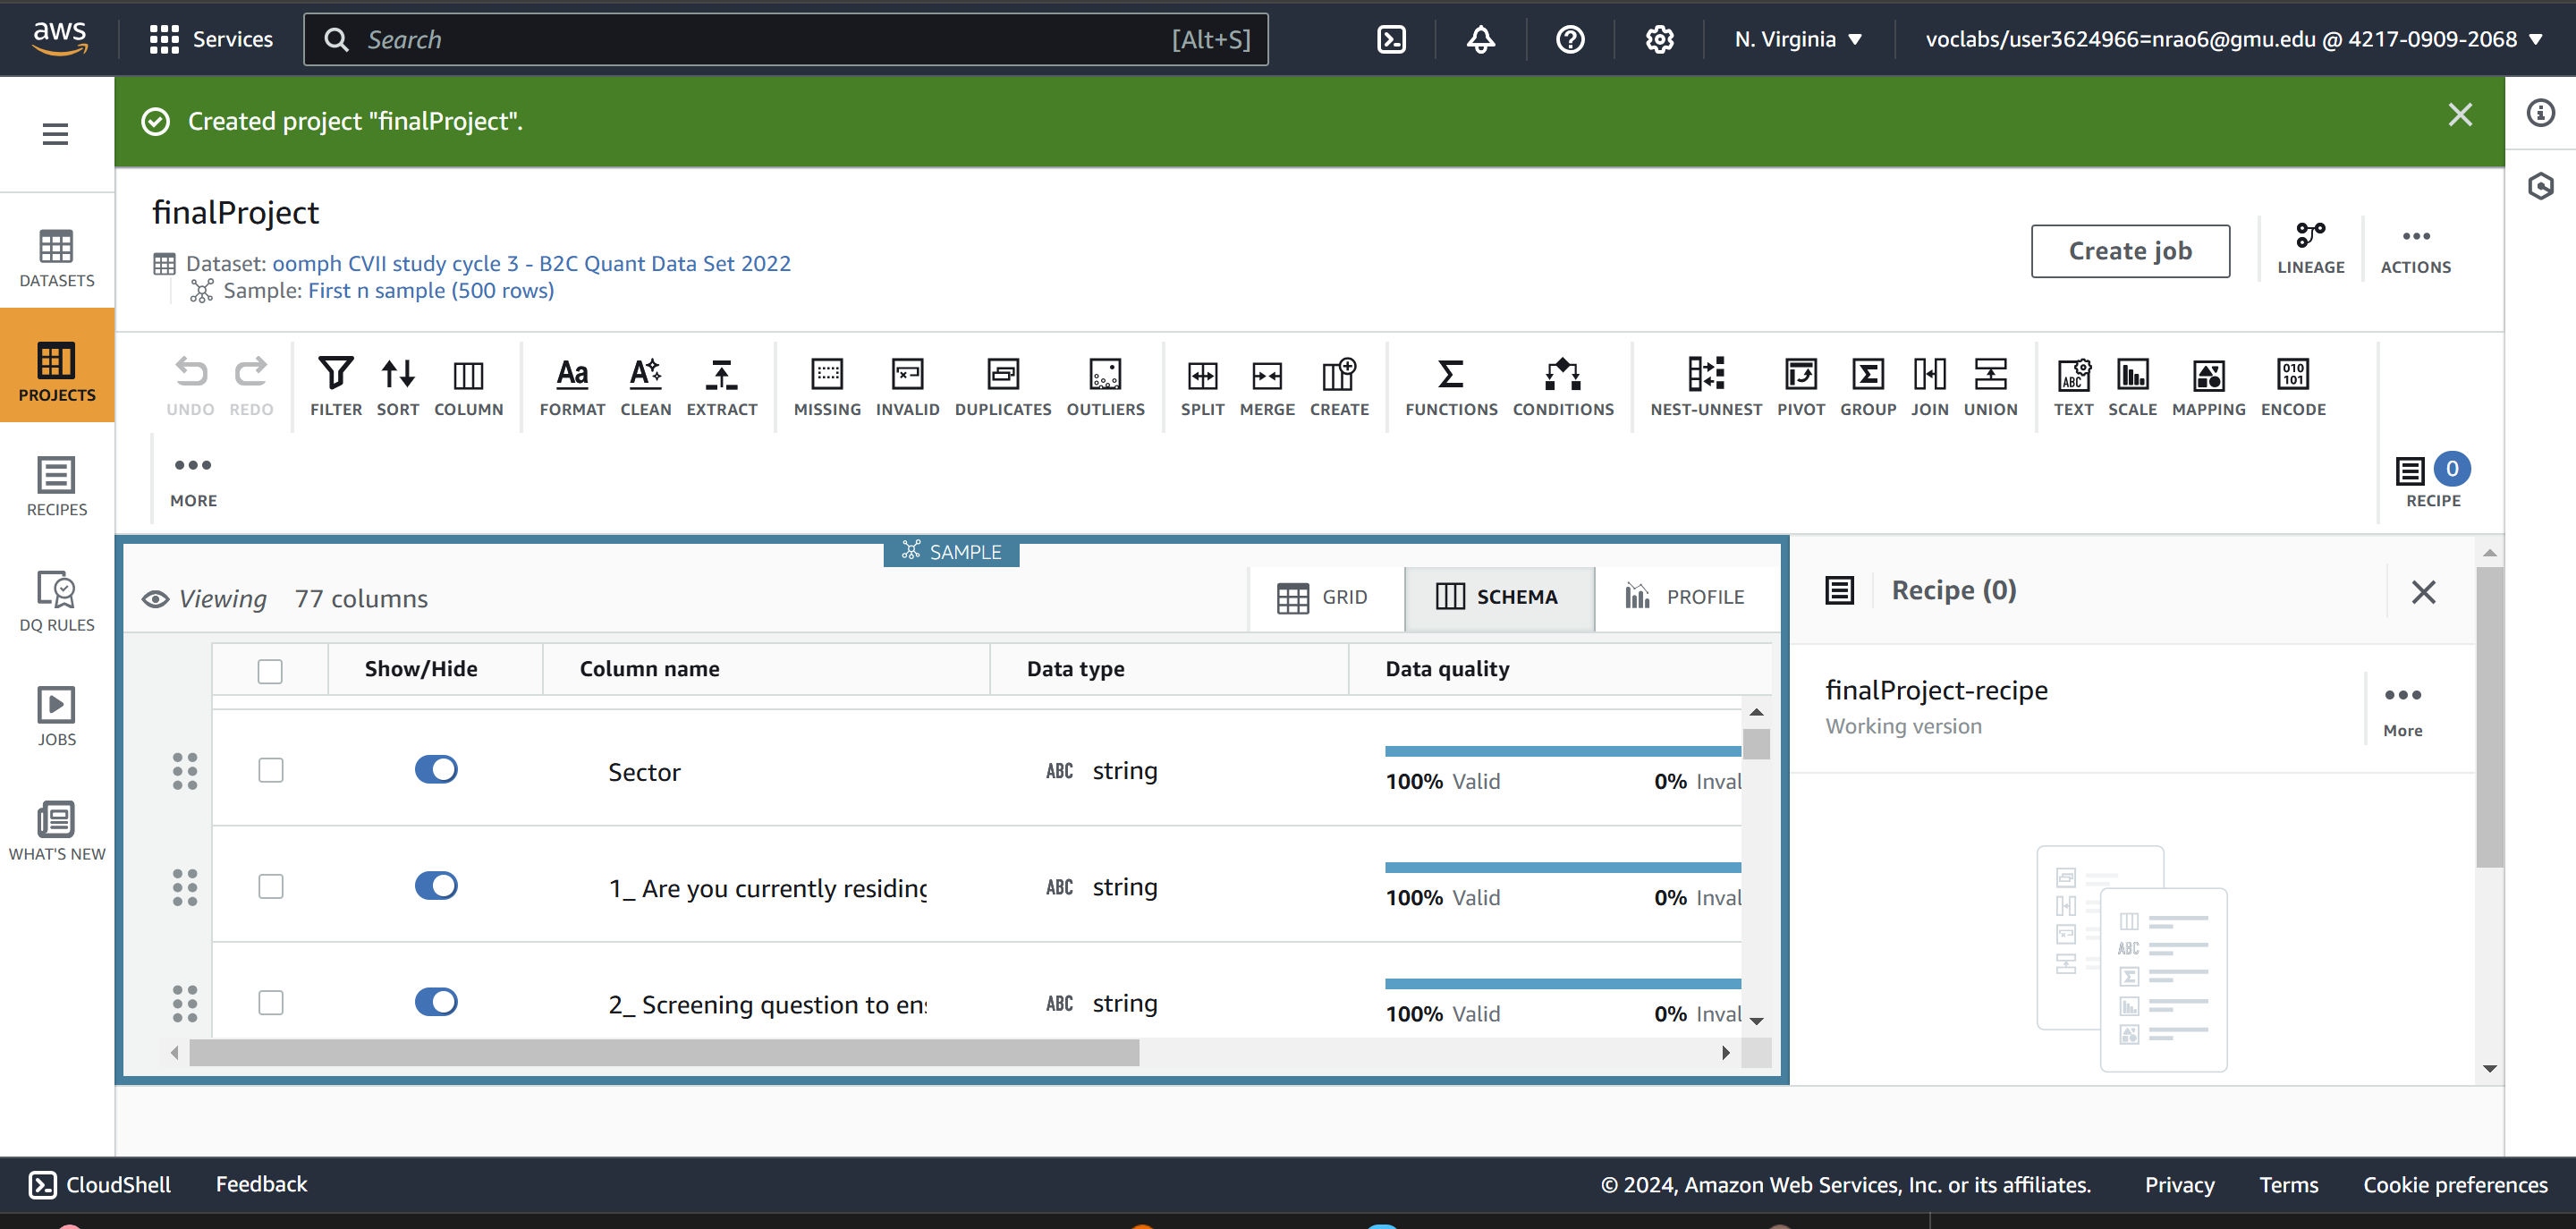 aws Services Search [Alt+S] N. Virginia voclabs/user3624966=nrao6@gmu.edu @ 4217-0909-2068
Created project "finalProject".
finalProject
Dataset: oomph CVII study cycle 3 - B2C Quant Data Set 2022
Sample: First n sample (500 rows)
Create job LINEAGE ACTIONS
DATASETS
PROJECTS
RECIPES
DQ RULES
JOBS
WHAT'S NEW
UNDO REDO FILTER SORT COLUMN FORMAT CLEAN EXTRACT MISSING INVALID DUPLICATES OUTLIERS SPLIT MERGE CREATE FUNCTIONS CONDITIONS NEST-UNNEST PIVOT GROUP JOIN UNION TEXT SCALE MAPPING ENCODE
MORE
0
RECIPE
SAMPLE
Viewing 77 columns GRID SCHEMA PROFILE
Show/Hide Column name Data type Data quality
Sector ABC string 100% Valid 0% Inval
1_ Are you currently residing ABC string 100% Valid 0% Inval
2_ Screening question to en ABC string 100% Valid 0% Inval
Recipe (0)
finalProject-recipe
Working version
More
CloudShell Feedback © 2024, Amazon Web Services, Inc. or its affiliates. Privacy Terms Cookie preferences